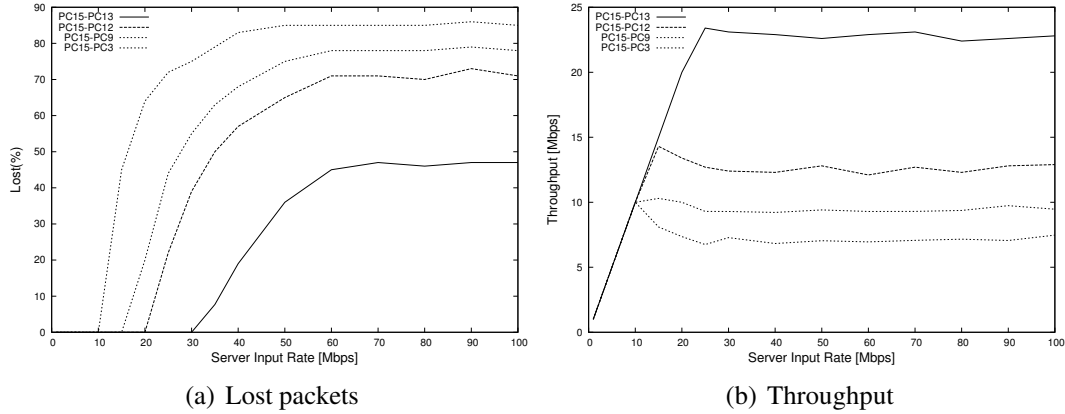 PC15-PC13
PC15-PC12
PC15-PC9
PC15-PC3
90
80
70
60
50
40
30
20
10
0
Lost(%)
0 10 20 30 40 50 60 70 80 90 100
Server Input Rate [Mbps]
(a) Lost packets
PC15-PC13
PC15-PC12
PC15-PC9
PC15-PC3
25
20
15
10
5
0
Throughput [Mbps]
0 10 20 30 40 50 60 70 80 90 100
Server Input Rate [Mbps]
(b) Throughput